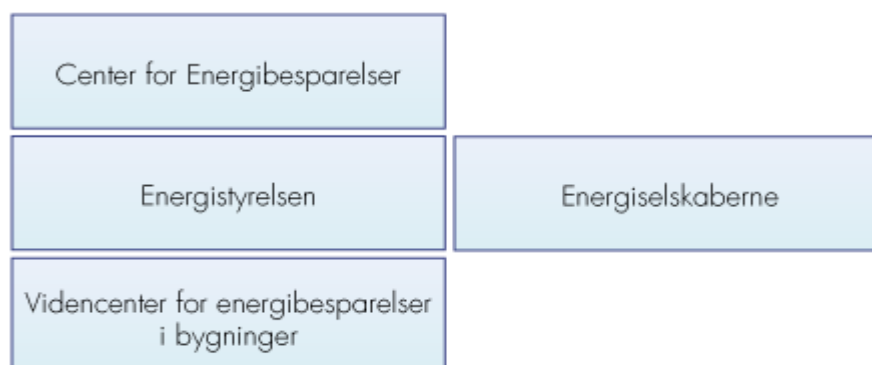 Center for Energibesparelser
Energistyrelsen
Energiselskaberne
Videncenter for energibesparelser
i bygninger